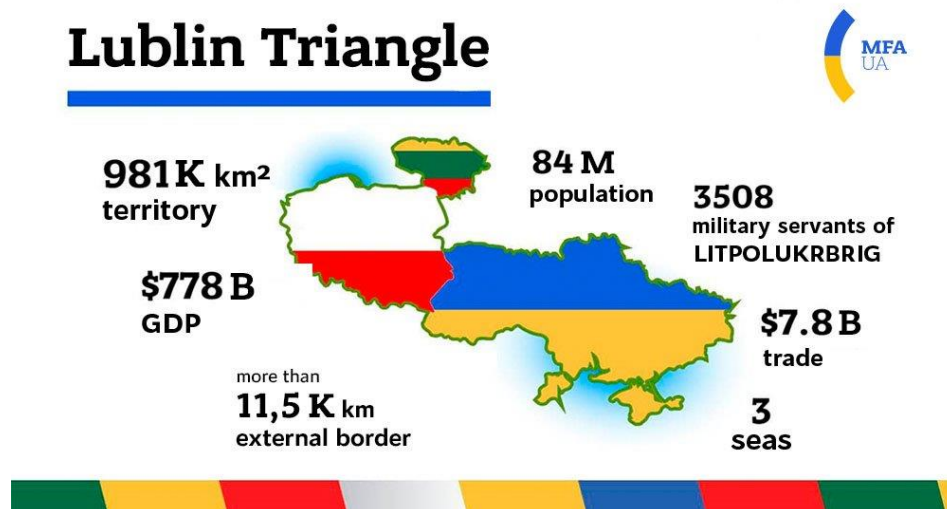 Lublin Triangle
MFA
UA
981K km²
territory
84 M
population
3508
military servants of
LITPOLUKRBRIG
$778 B
GDP
$7.8 B
trade
more than
11,5 K km
external border
3
seas